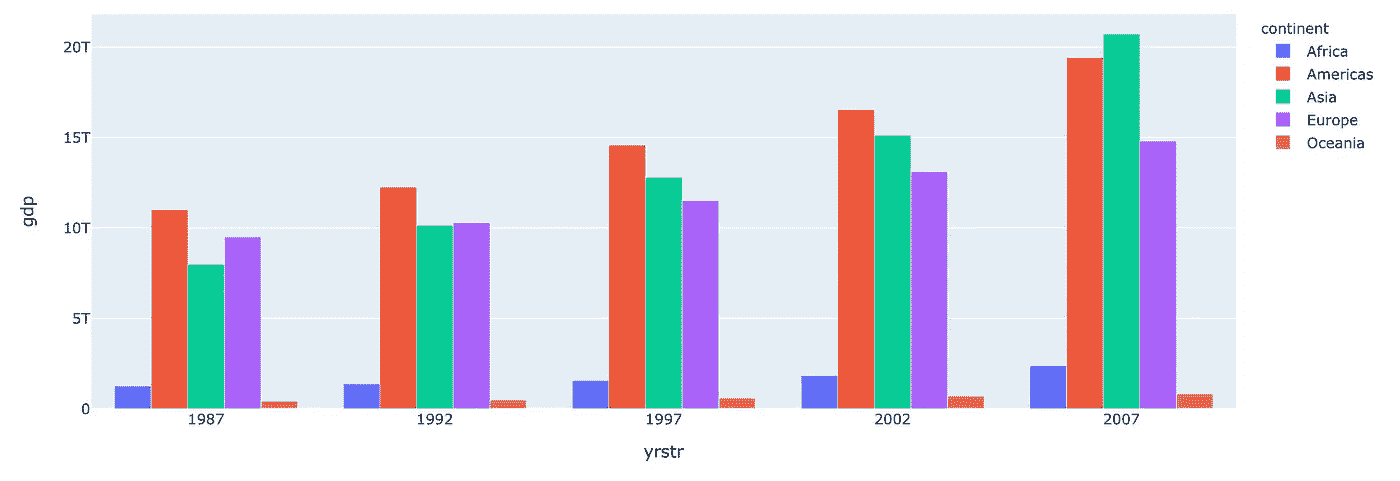 continent
Africa
Americas
Asia
Europe
Oceania
20T
15T
10T
5T
0
gdp
1987 1992 1997 2002 2007
yrstr